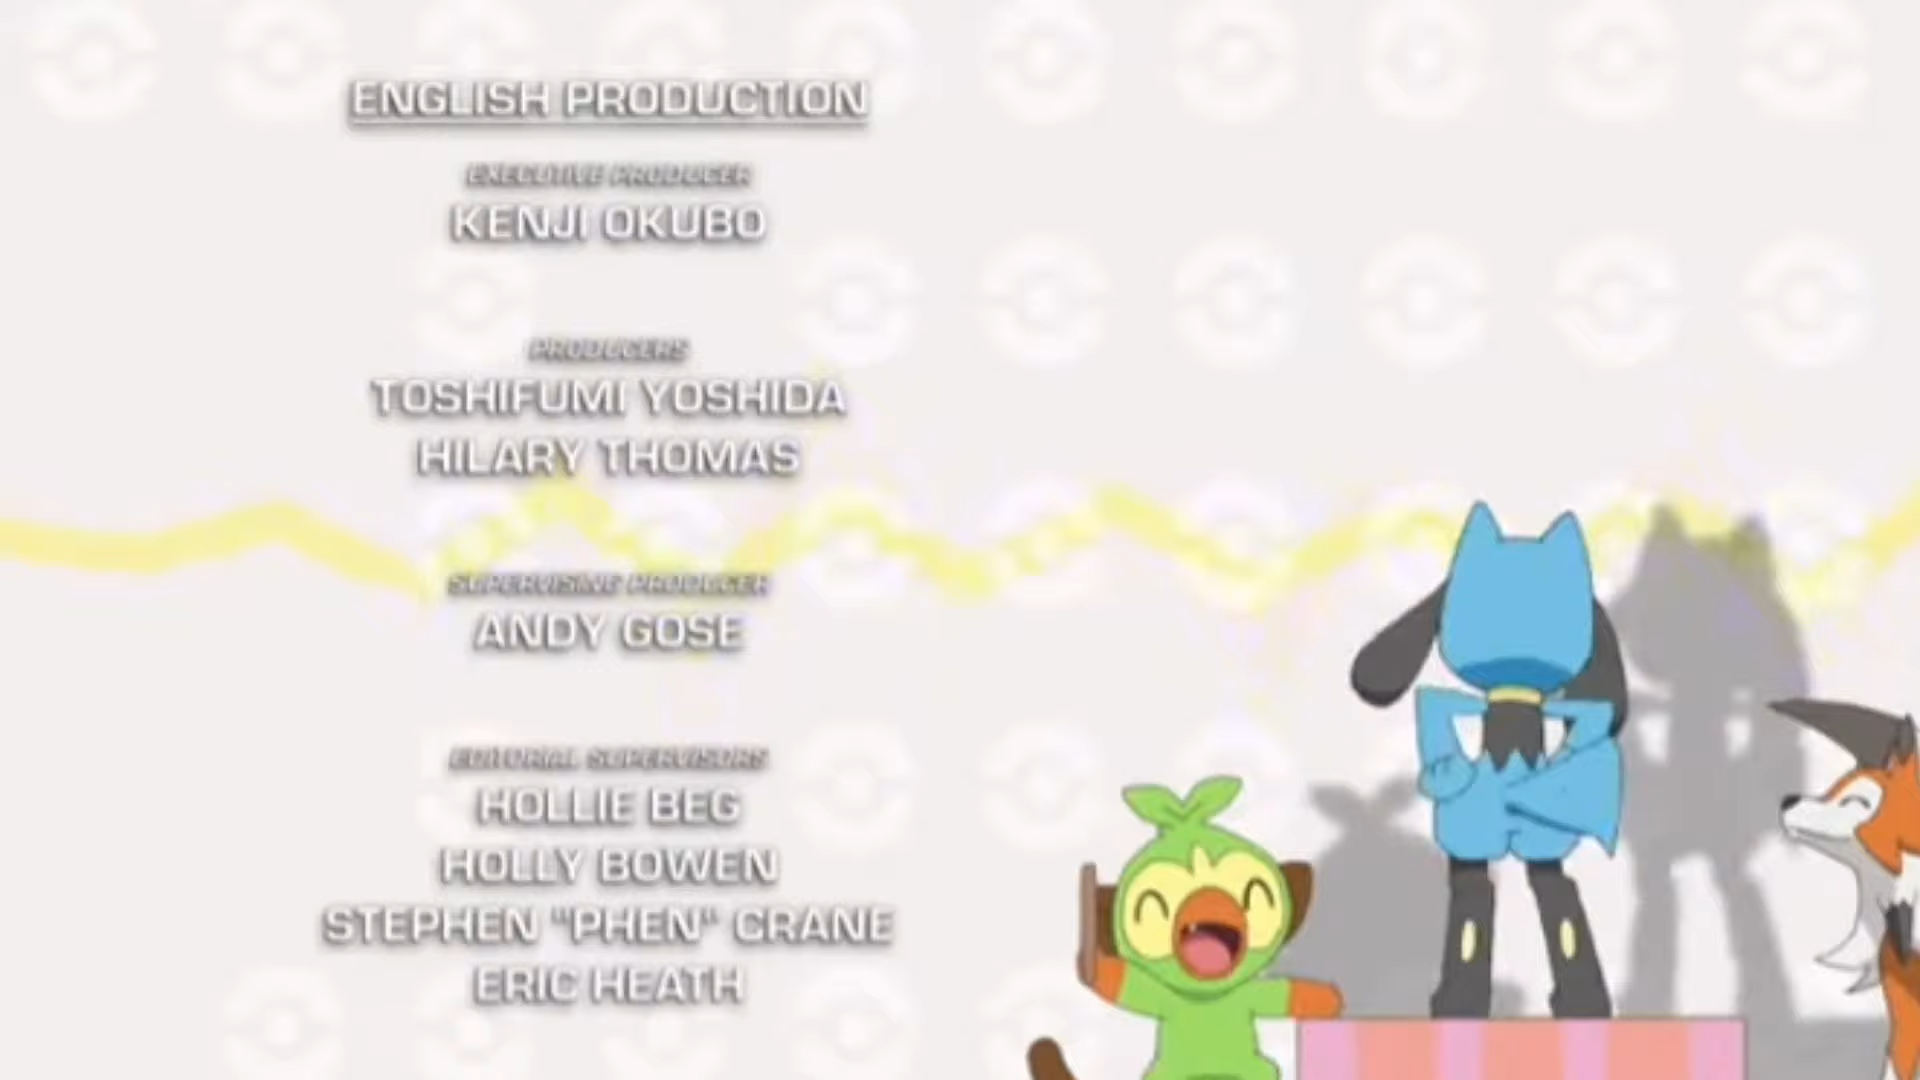 ENGLISH PRODUCTION
EXECUTIVE PRODUCER
KENJI OKUBO
PRODUCERS
TOSHIFUMI YOSHIDA
HILARY THOMAS
SUPERVISING PRODUCER
ANDY GOSE
EDITORIAL SUPERVISORS
HOLLIE BEG
HOLLY BOWEN
STEPHEN "PHEN" CRANE
ERIC HEATH